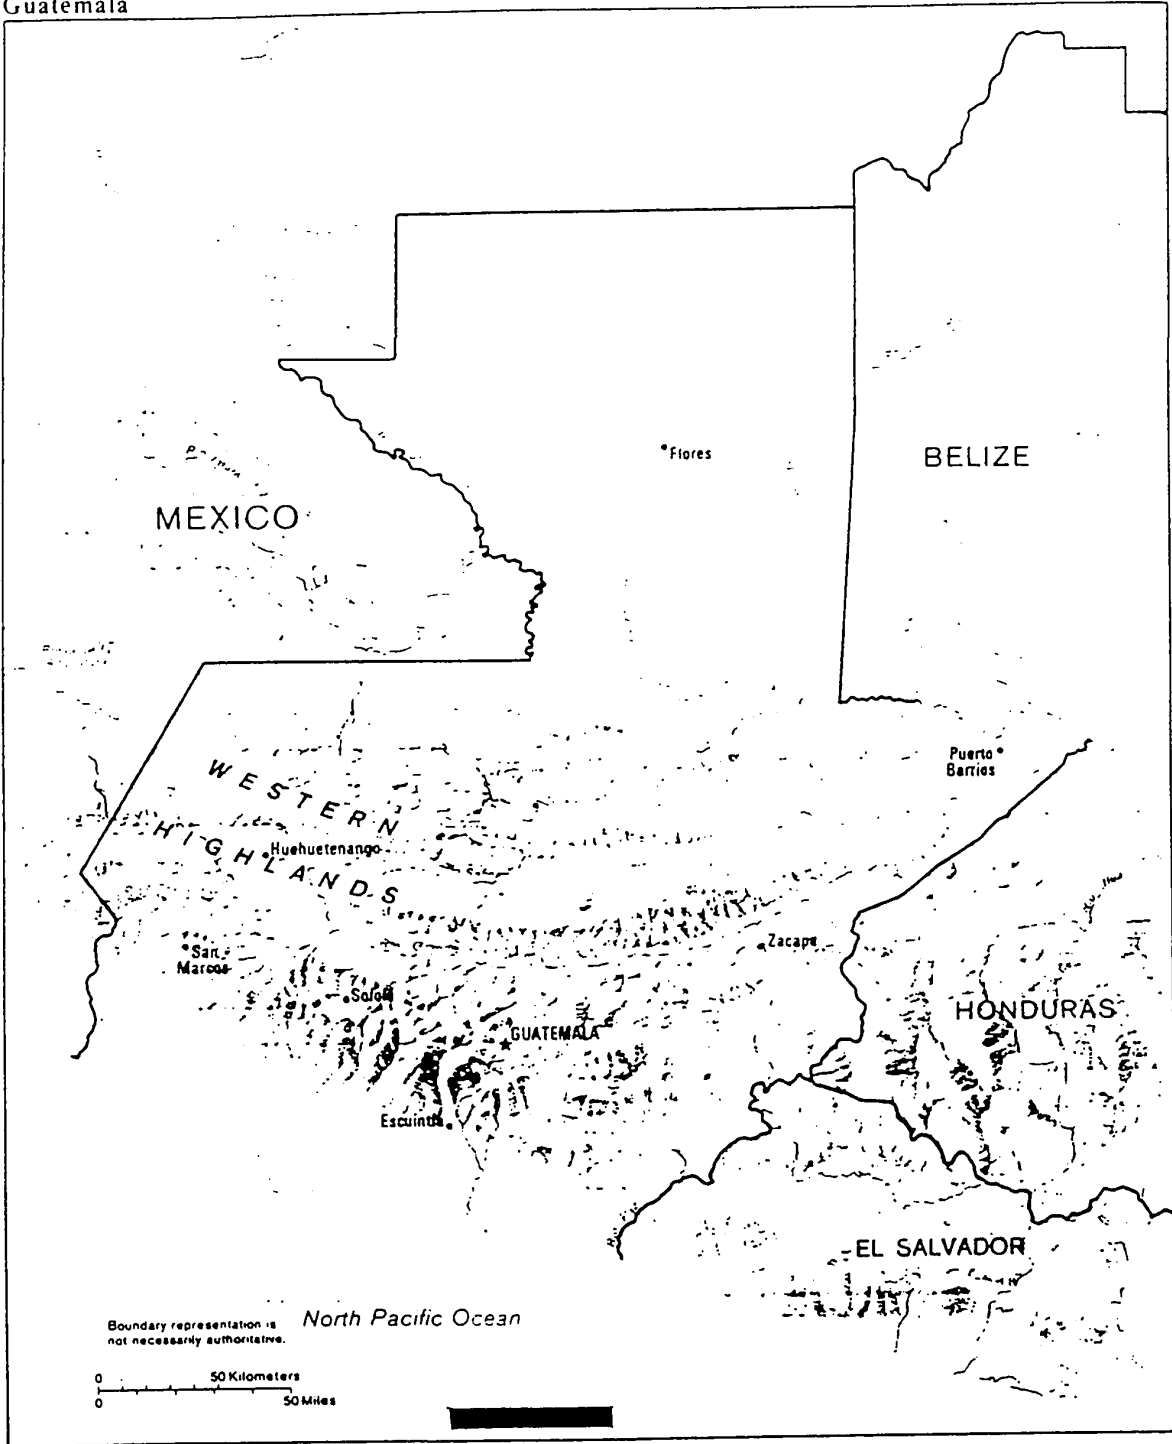 Guatemala
Flores
BELIZE
MEXICO
Puerto
Barrios
WESTERN
HIGHLANDS
Huehuetenango
San
Marcos
Zacapa
Sololá
HONDURAS
GUATEMALA
Escuintla
EL SALVADOR
North Pacific Ocean
Boundary representation is
not necessarily authoritative.
0 50 Kilometers
0 50 Miles